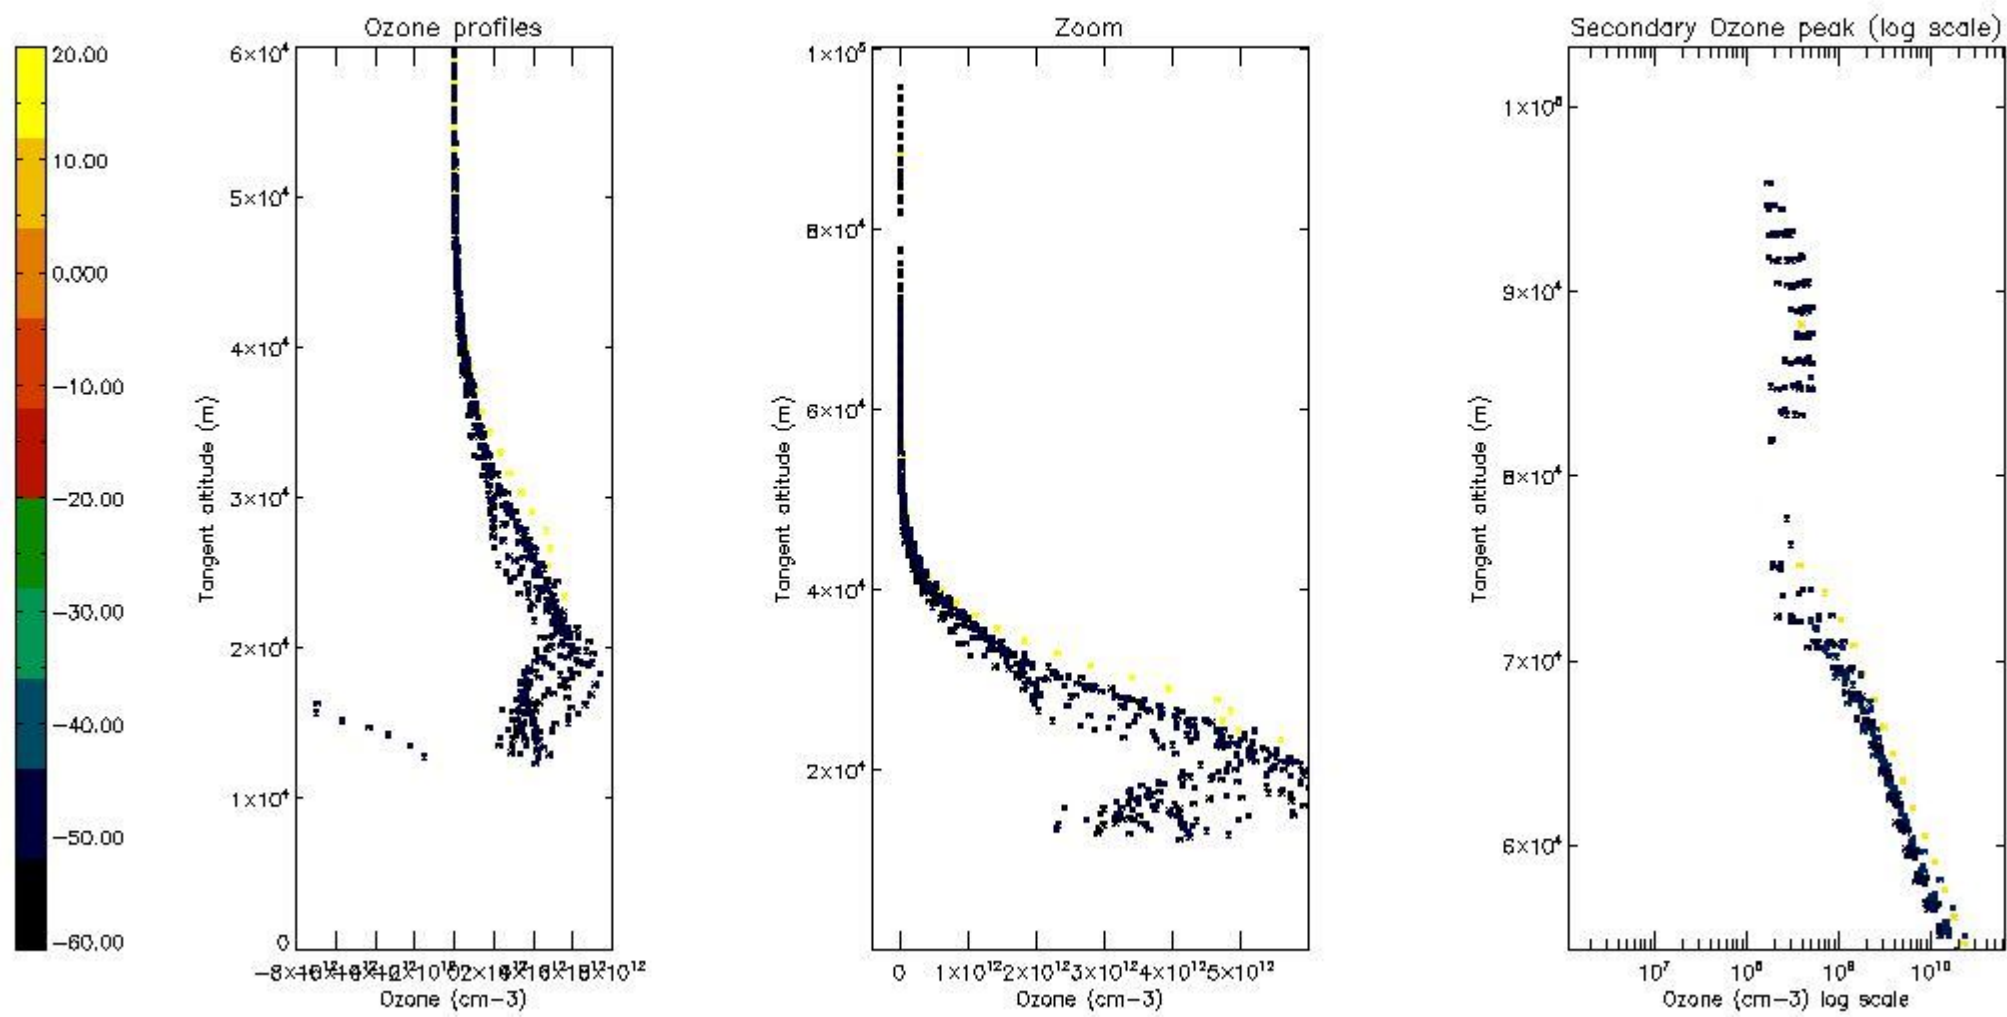 Ozone profiles
Zoom
Secondary Ozone peak (log scale)
20.00
10.00
0.000
−10.00
−20.00
−30.00
−40.00
−50.00
−60.00
Tangent altitude (m)
6×10⁴
5×10⁴
4×10⁴
3×10⁴
2×10⁴
1×10⁴
0
Ozone (cm−3)
Tangent altitude (m)
1×10⁵
8×10⁴
6×10⁴
4×10⁴
2×10⁴
0 1×10¹² 2×10¹² 3×10¹² 4×10¹² 5×10¹²
Ozone (cm−3)
Tangent altitude (m)
9×10⁴
8×10⁴
7×10⁴
6×10⁴
10⁷ 10⁸ 10⁹ 10¹⁰
Ozone (cm−3) log scale